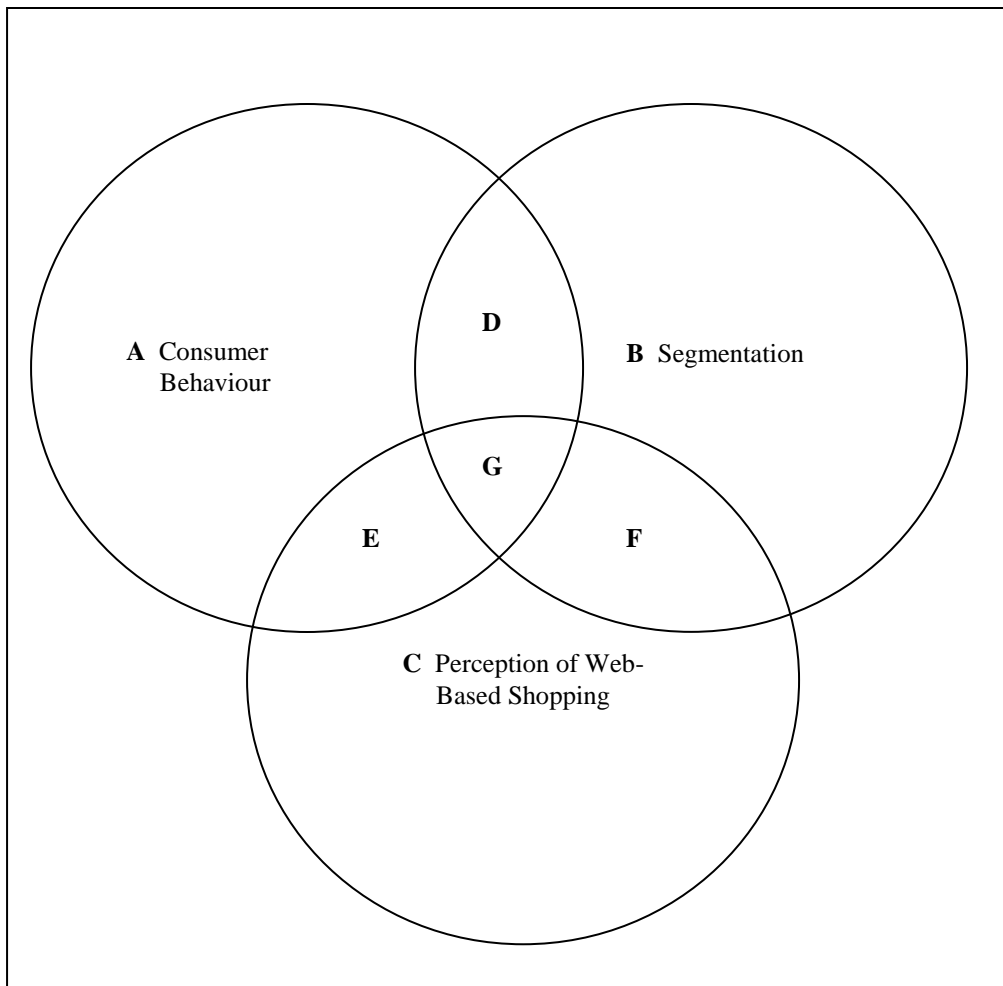 D
A Consumer
Behaviour
B Segmentation
G
E
F
C Perception of Web-
Based Shopping